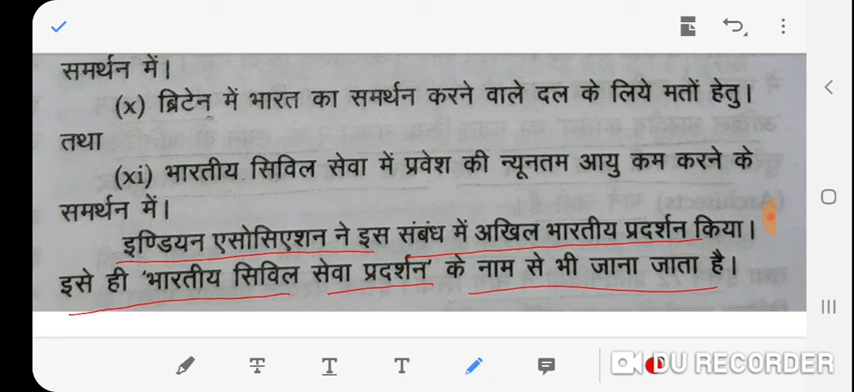 समर्थन में।
(x) ब्रिटेन में भारत का समर्थन करने वाले दल के लिये मतों हेतु।
तथा
(xi) भारतीय सिविल सेवा में प्रवेश की न्यूनतम आयु कम करने के
समर्थन में।
इण्डियन एसोसिएशन ने इस संबंध में अखिल भारतीय प्रदर्शन किया।
इसे ही 'भारतीय सिविल सेवा प्रदर्शन' के नाम से भी जाना जाता है।
T T T
DU RECORDER